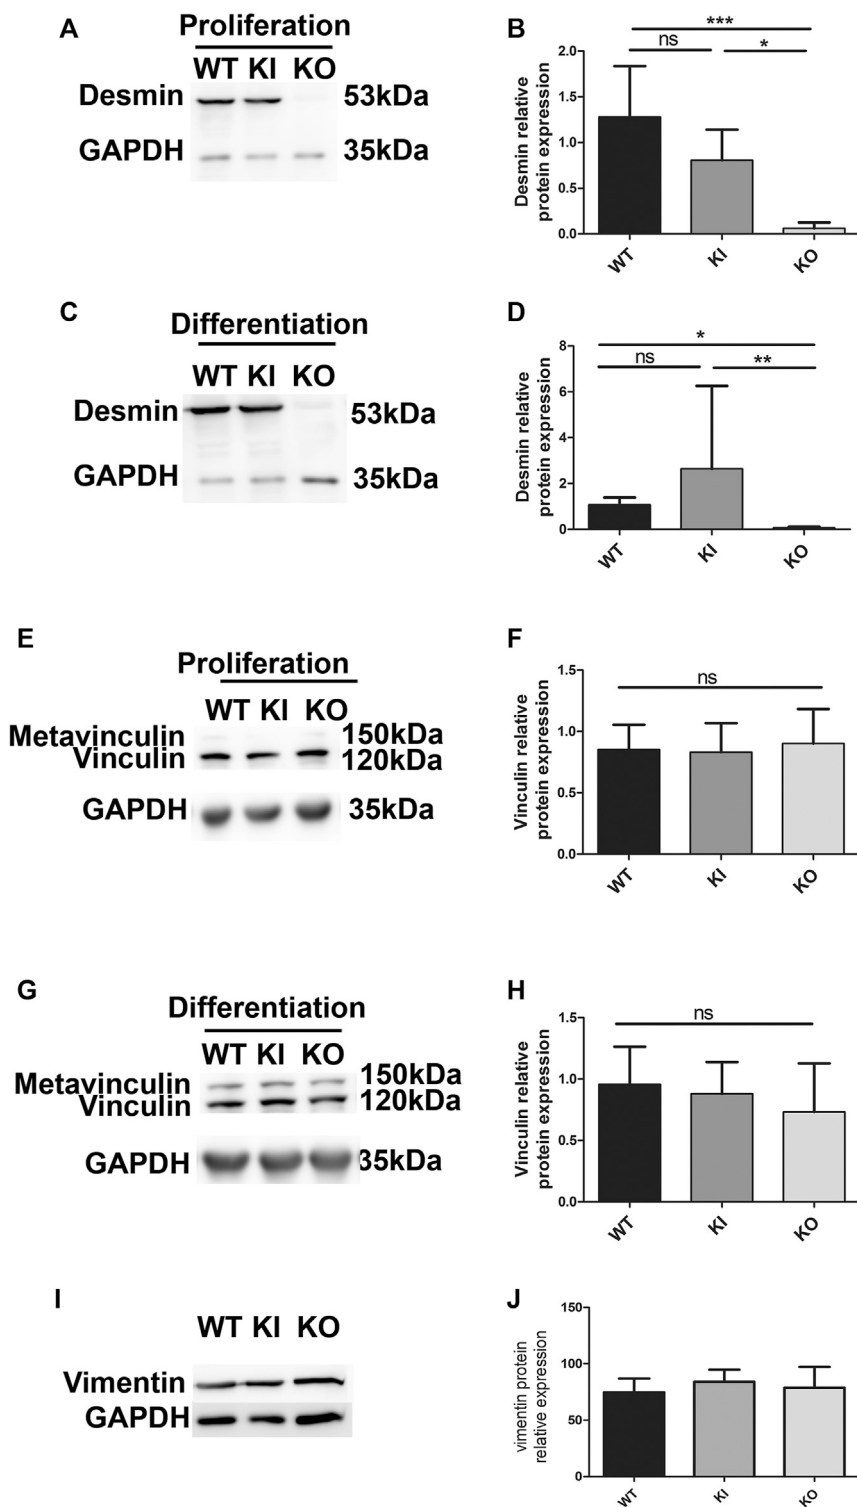 A
Proliferation
WT KI KO
Desmin 53kDa
GAPDH 35kDa
B
***
ns *
2.0
1.5
1.0
0.5
0.0
Desmin relative
protein expression
WT KI KO
C
Differentiation
WT KI KO
Desmin 53kDa
GAPDH 35kDa
D
*
ns **
8
6
4
2
0
Desmin relative
protein expression
WT KI KO
E
Proliferation
WT KI KO
Metavinculin 150kDa
Vinculin 120kDa
GAPDH 35kDa
F
ns
1.5
1.0
0.5
0.0
Vinculin relative
protein expression
WT KI KO
G
Differentiation
WT KI KO
Metavinculin 150kDa
Vinculin 120kDa
GAPDH 35kDa
H
ns
1.5
1.0
0.5
0.0
Vinculin relative
protein expression
WT KI KO
I
WT KI KO
Vimentin
GAPDH
J
150
100
50
0
vimentin protein
relative expression
WT KI KO